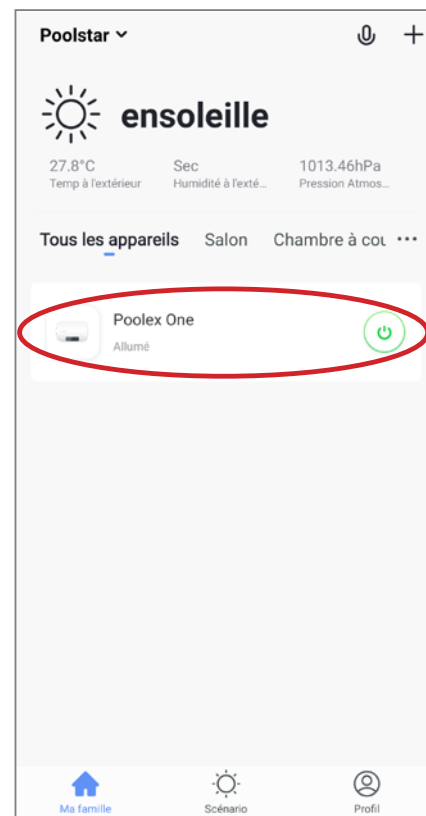 Poolstar
ensoleille
27.8°C Sec 1013.46hPa
Temp à l'extérieur Humidité à l'exté... Pression Atmos...
Tous les appareils Salon Chambre à cou
Poolex One
Allumé
Ma famille Scénario Profil